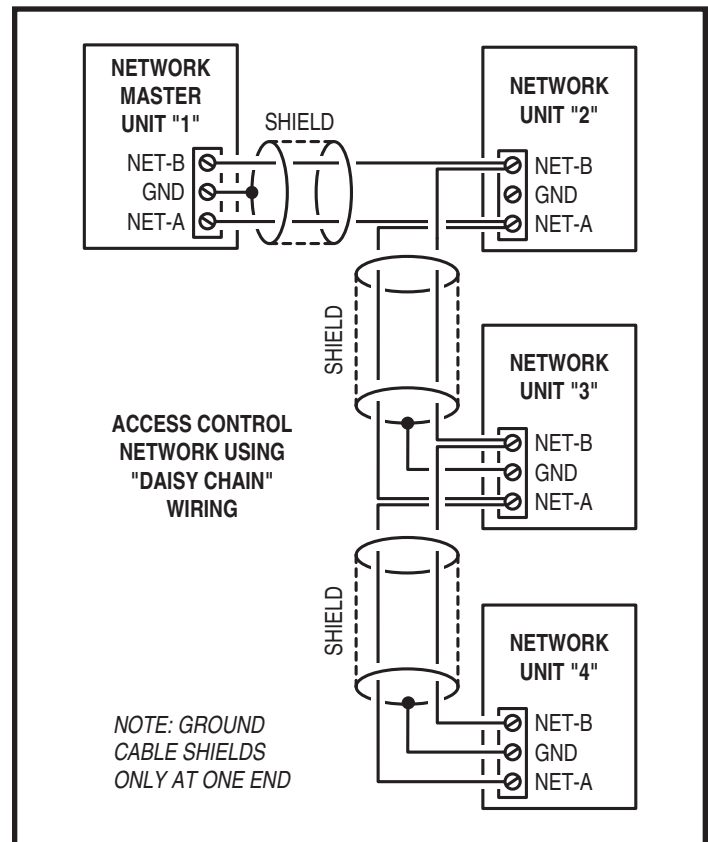 NETWORK
MASTER
UNIT "1"
NET-B
GND
NET-A
SHIELD
NETWORK
UNIT "2"
NET-B
GND
NET-A
SHIELD
NETWORK
UNIT "3"
NET-B
GND
NET-A
ACCESS CONTROL
NETWORK USING
"DAISY CHAIN"
WIRING
SHIELD
NETWORK
UNIT "4"
NET-B
GND
NET-A
NOTE: GROUND
CABLE SHIELDS
ONLY AT ONE END